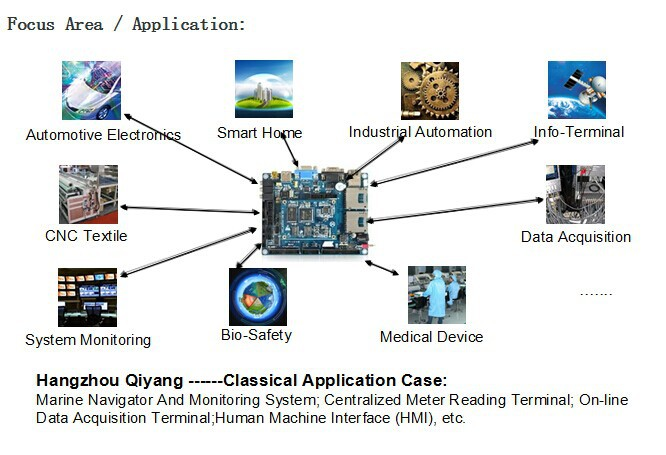 Focus Area / Application:
Automotive Electronics
Smart Home
Industrial Automation
Info-Terminal
CNC Textile
Data Acquisition
System Monitoring
Bio-Safety
Medical Device
.......
Hangzhou Qiyang ------Classical Application Case:
Marine Navigator And Monitoring System; Centralized Meter Reading Terminal; On-line
Data Acquisition Terminal;Human Machine Interface (HMI), etc.